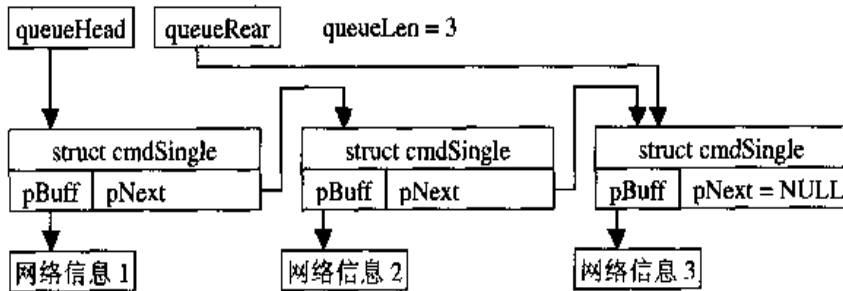 queueHead queueRear queueLen = 3
struct cmdSingle struct cmdSingle struct cmdSingle
pBuff pNext pBuff pNext pBuff pNext = NULL
网络信息 1 网络信息 2 网络信息 3